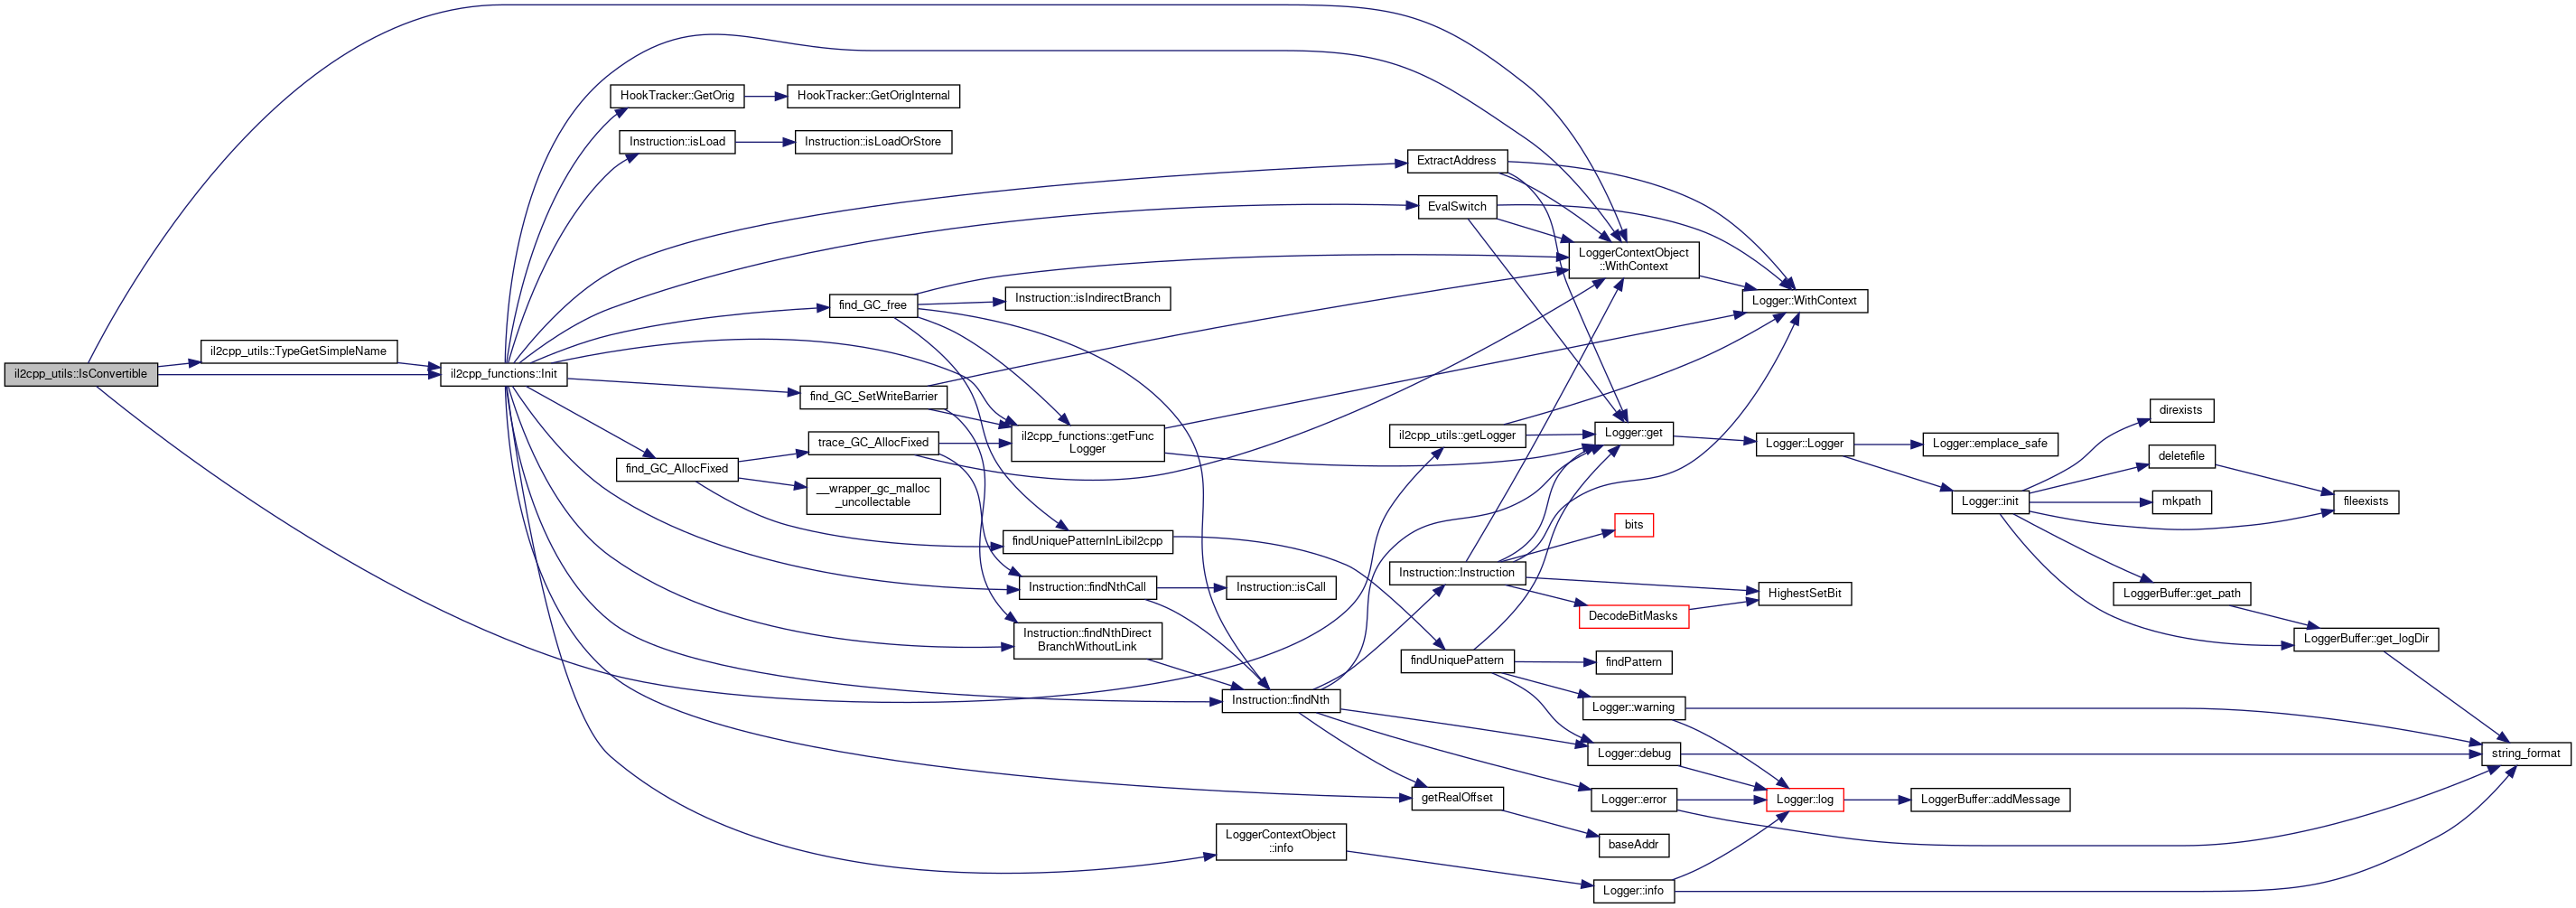 il2cpp_utils::IsConvertible
il2cpp_utils::TypeGetSimpleName
il2cpp_functions::Init
HookTracker::GetOrig
HookTracker::GetOrigInternal
Instruction::isLoad
Instruction::isLoadOrStore
ExtractAddress
EvalSwitch
LoggerContextObject
::WithContext
Logger::WithContext
find_GC_free
Instruction::isIndirectBranch
find_GC_SetWriteBarrier
trace_GC_AllocFixed
il2cpp_functions::getFunc
Logger
find_GC_AllocFixed
__wrapper_gc_malloc
_uncollectable
findUniquePatternInLibil2cpp
Instruction::findNthCall
Instruction::isCall
Instruction::findNthDirect
BranchWithoutLink
Instruction::findNth
il2cpp_utils::getLogger
Logger::get
Logger::Logger
Logger::emplace_safe
Logger::init
direxists
deletefile
mkpath
fileexists
LoggerBuffer::get_path
LoggerBuffer::get_logDir
bits
Instruction::Instruction
HighestSetBit
DecodeBitMasks
findUniquePattern
findPattern
Logger::warning
Logger::debug
string_format
getRealOffset
Logger::error
Logger::log
LoggerBuffer::addMessage
LoggerContextObject
::info
baseAddr
Logger::info